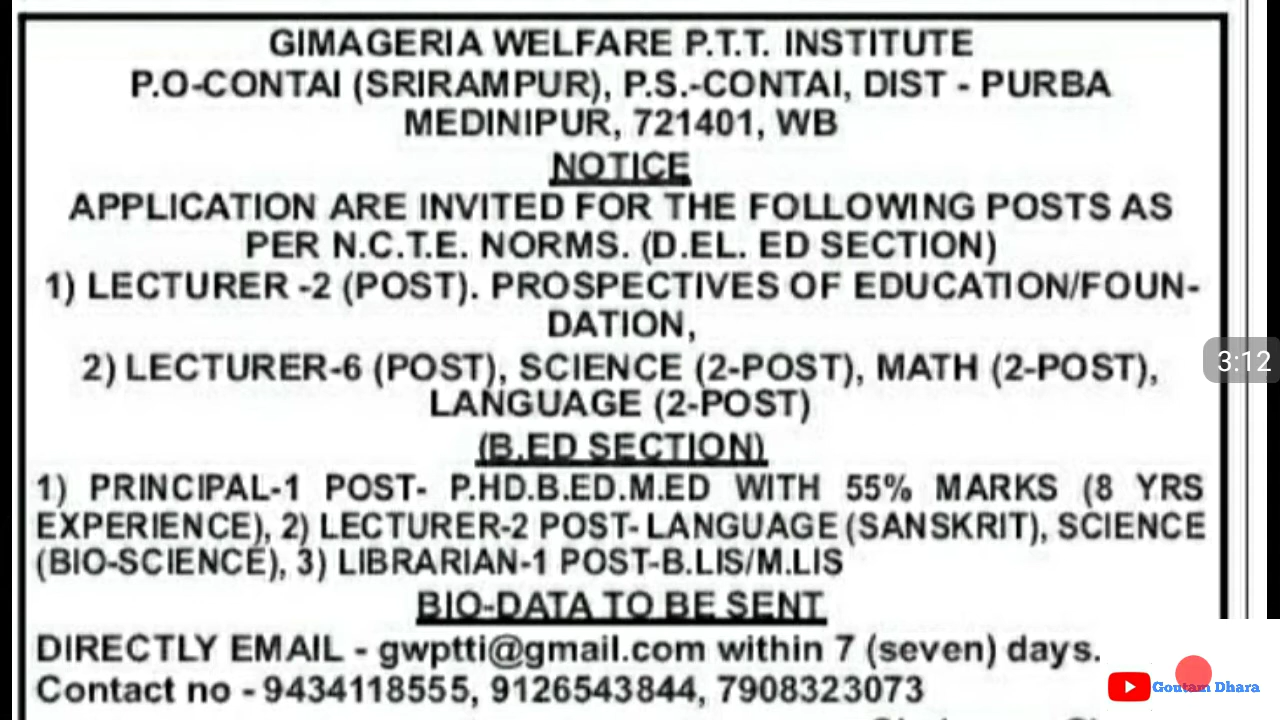 GIMAGERIA WELFARE P.T.T. INSTITUTE
P.O-CONTAI (SRIRAMPUR), P.S.-CONTAI, DIST - PURBA
MEDINIPUR, 721401, WB
NOTICE
APPLICATION ARE INVITED FOR THE FOLLOWING POSTS AS
PER N.C.T.E. NORMS. (D.EL. ED SECTION)
1) LECTURER -2 (POST). PROSPECTIVES OF EDUCATION/FOUN-
DATION,
2) LECTURER-6 (POST), SCIENCE (2-POST), MATH (2-POST),
LANGUAGE (2-POST)
(B.ED SECTION)
1) PRINCIPAL-1 POST- P.HD.B.ED.M.ED WITH 55% MARKS (8 YRS
EXPERIENCE), 2) LECTURER-2 POST- LANGUAGE (SANSKRIT), SCIENCE
(BIO-SCIENCE), 3) LIBRARIAN-1 POST-B.LIS/M.LIS
BIO-DATA TO BE SENT
DIRECTLY EMAIL - gwptti@gmail.com within 7 (seven) days.
Contact no - 9434118555, 9126543844, 7908323073
3:12
Goutam Dhara